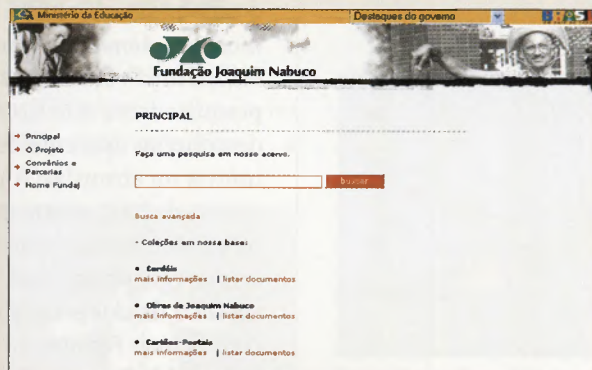 Ministério da Educação
Destaques do governo
Fundação Joaquim Nabuco
PRINCIPAL
Principal
O Projeto
Convênios e
Parcerias
Home Fundaj
Faça uma pesquisa em nosso acervo.
buscar
Busca avançada
- Coleções em nossa base:
• Cordéis
mais informações | listar documentos
• Obras de Joaquim Nabuco
mais informações | listar documentos
• Cartões-Postais
mais informações | listar documentos